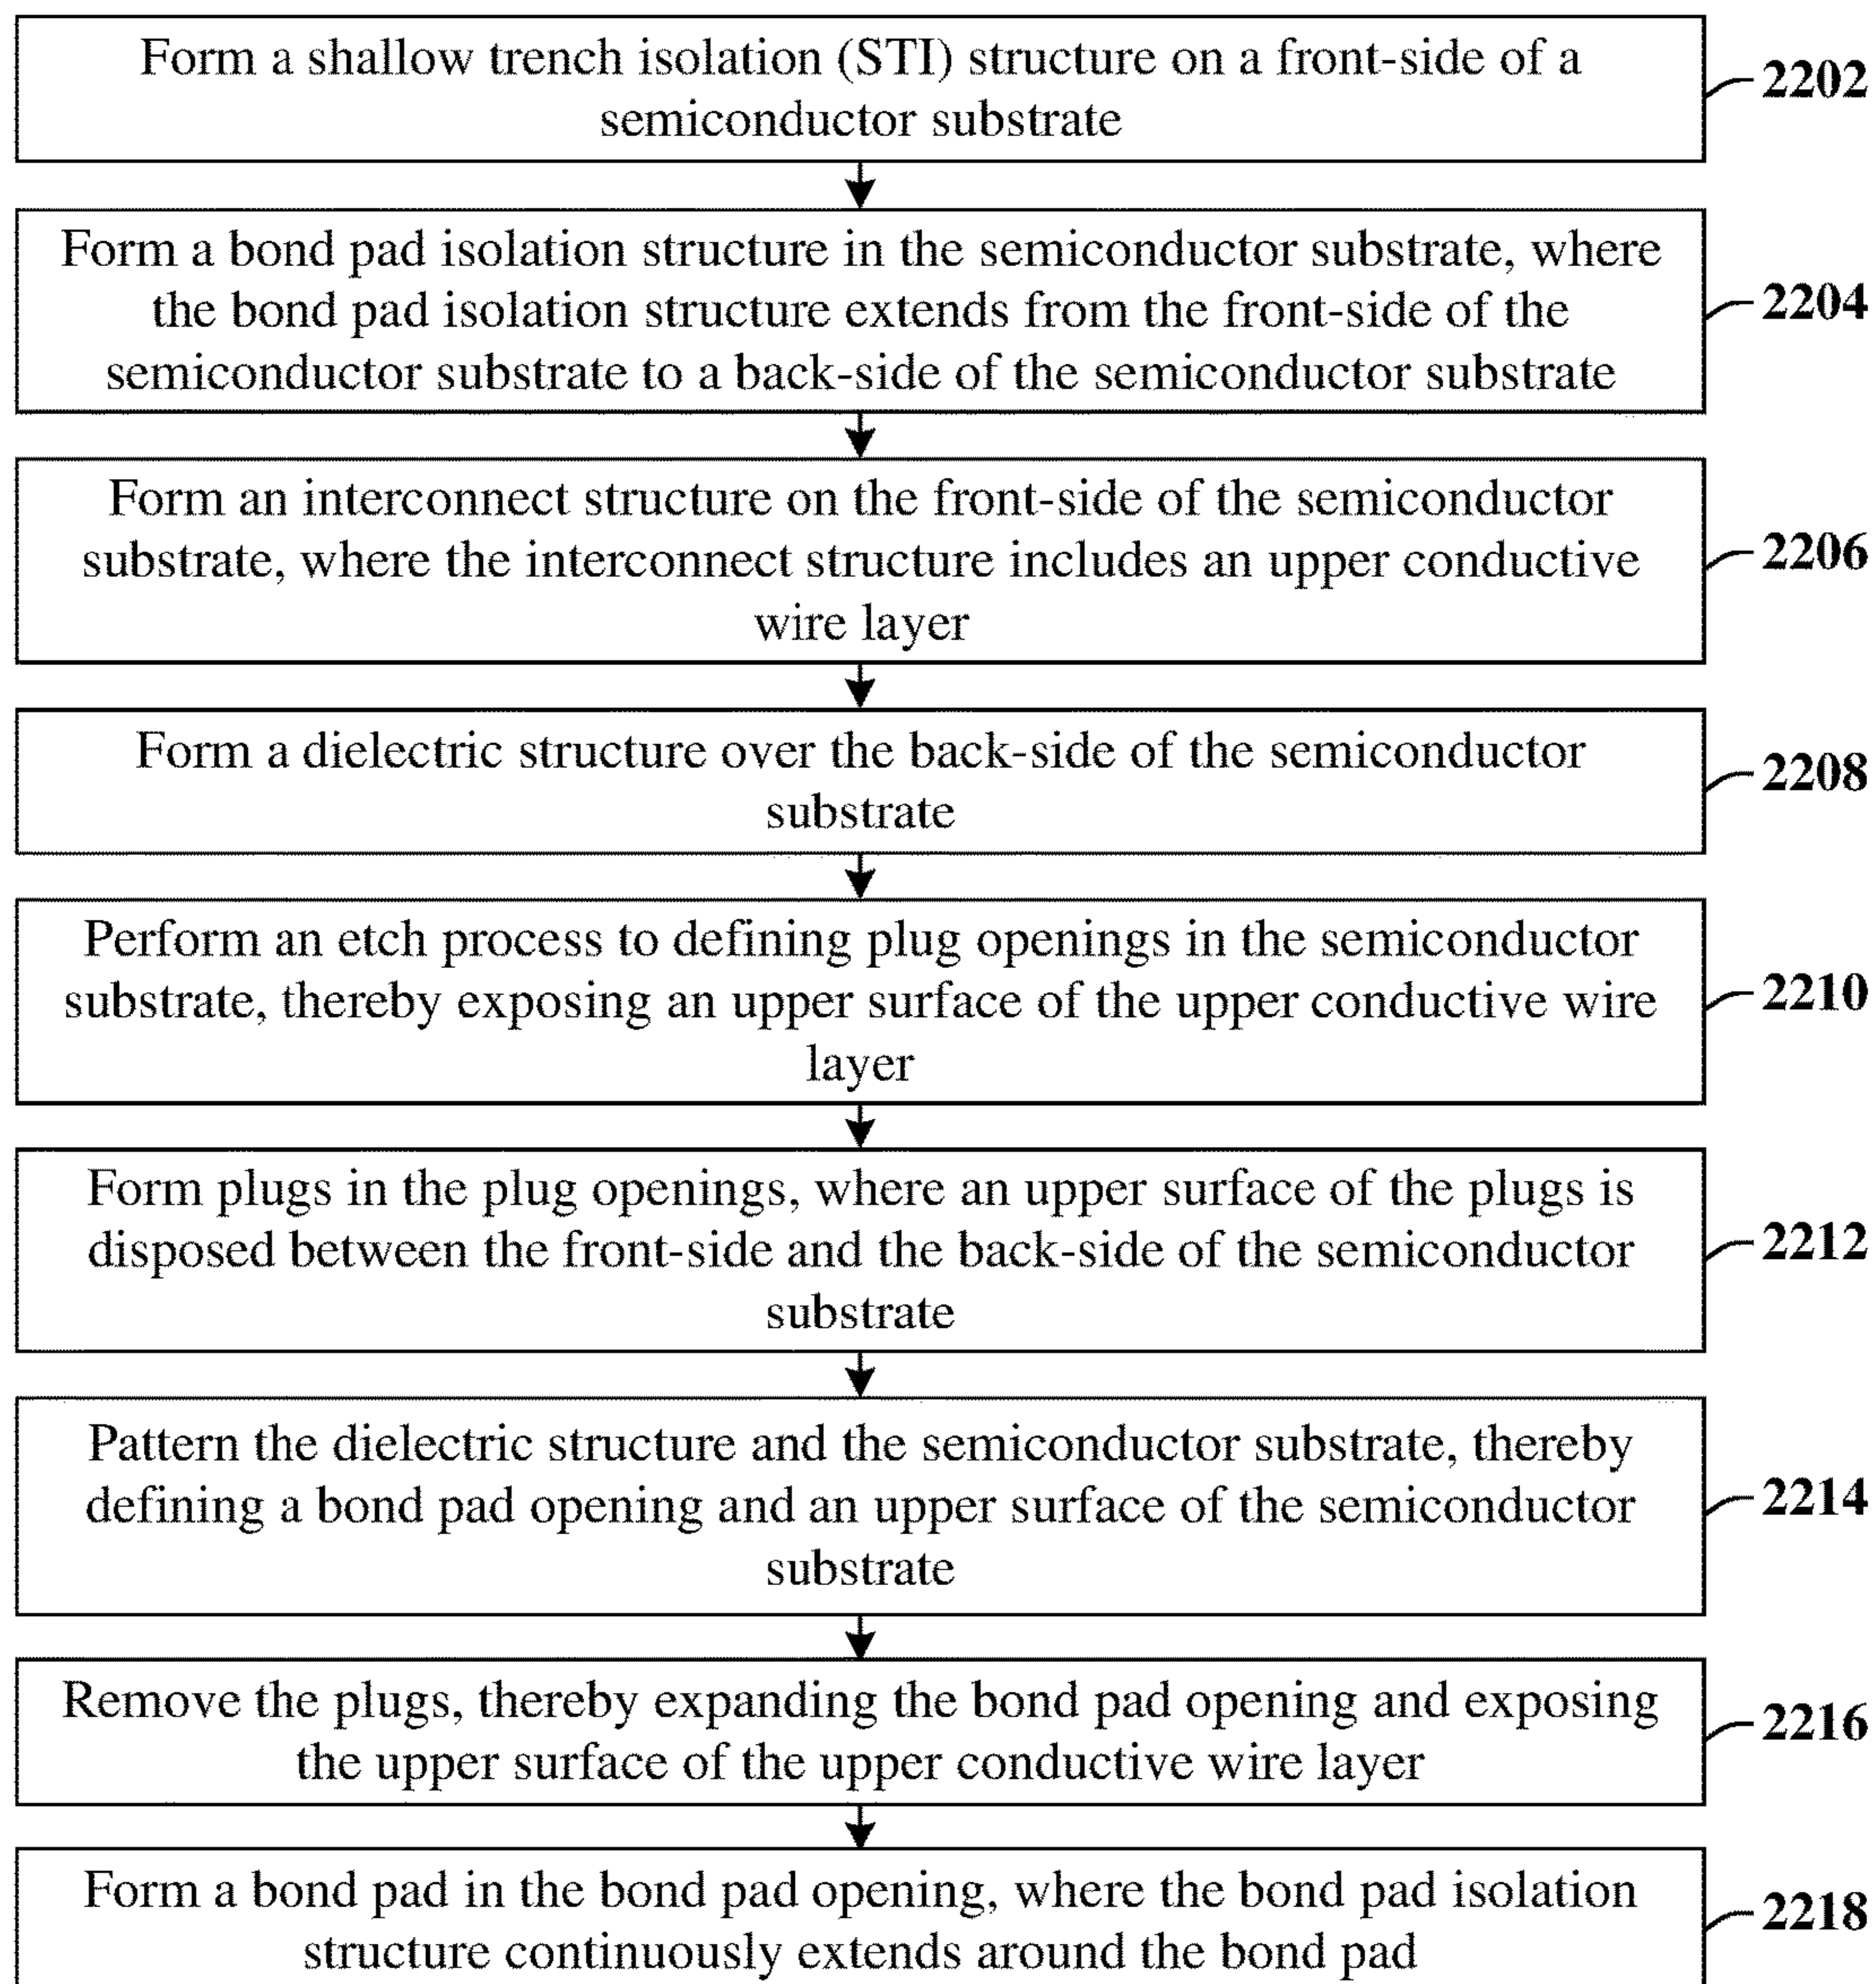 Form a shallow trench isolation (STI) structure on a front-side of a
semiconductor substrate
2202
Form a bond pad isolation structure in the semiconductor substrate, where
the bond pad isolation structure extends from the front-side of the
semiconductor substrate to a back-side of the semiconductor substrate
2204
Form an interconnect structure on the front-side of the semiconductor
substrate, where the interconnect structure includes an upper conductive
wire layer
2206
Form a dielectric structure over the back-side of the semiconductor
substrate
2208
Perform an etch process to defining plug openings in the semiconductor
substrate, thereby exposing an upper surface of the upper conductive wire
layer
2210
Form plugs in the plug openings, where an upper surface of the plugs is
disposed between the front-side and the back-side of the semiconductor
substrate
2212
Pattern the dielectric structure and the semiconductor substrate, thereby
defining a bond pad opening and an upper surface of the semiconductor
substrate
2214
Remove the plugs, thereby expanding the bond pad opening and exposing
the upper surface of the upper conductive wire layer
2216
Form a bond pad in the bond pad opening, where the bond pad isolation
structure continuously extends around the bond pad
2218